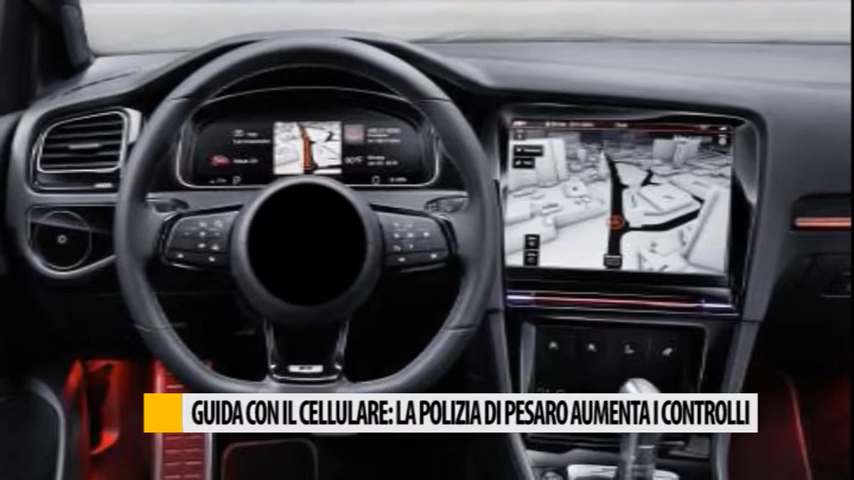 GUIDA CON IL CELLULARE: LA POLIZIA DI PESARO AUMENTA I CONTROLLI